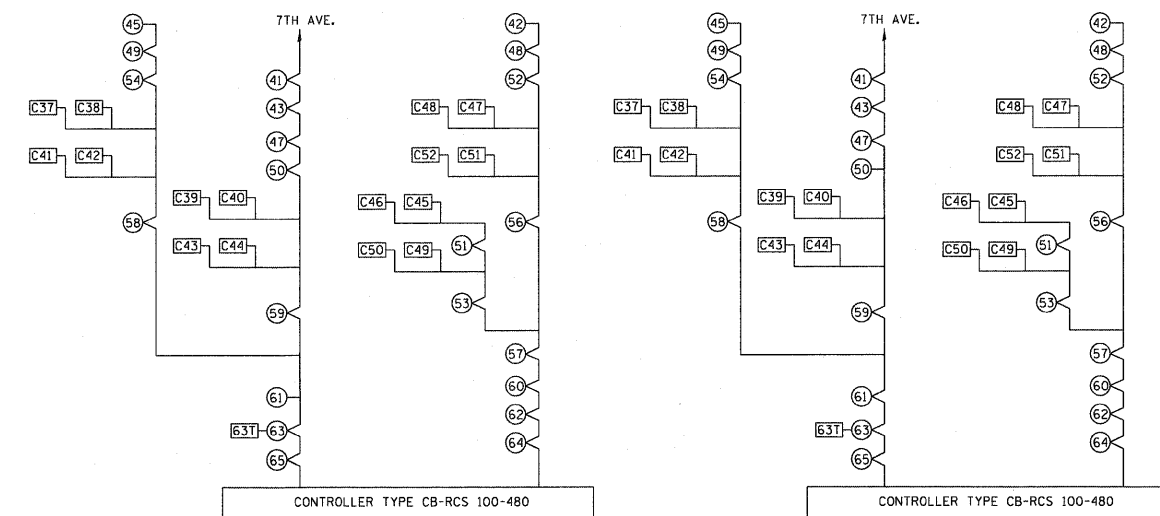 7TH AVE. 7TH AVE.
45 42 45 42
49 48 49 48
54 41 52 54 41 52
C37 C38 43 C48 C47 C37 C38 43 C48 C47
47 47
C41 C42 C52 C51 C41 C42 C52 C51
50 50
C39 C40 C46 C45 C39 C40 C46 C45
58 56 58 56
C43 C44 51 C43 C44 51
C50 C49 C50 C49
53 53
59 59
57 57
60 60
61 61
62 62
63T 63 64 63T 63 64
65 65
CONTROLLER TYPE CB-RCS 100-480 CONTROLLER TYPE CB-RCS 100-480